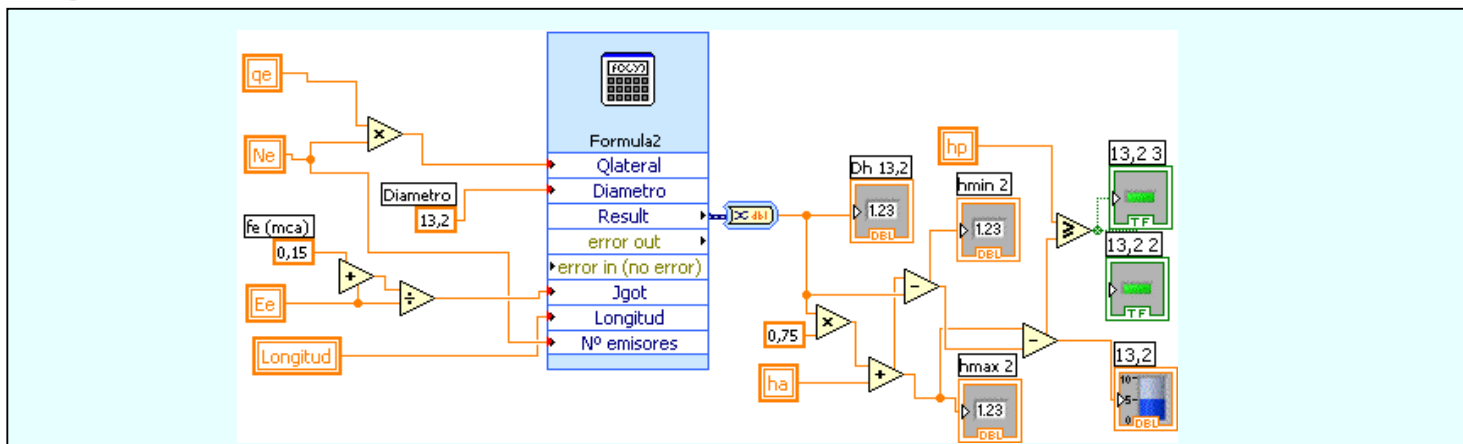 qe
Ne
fe (mca)
0,15
Ee
Longitud
×
+
÷
Diametro
13,2
f(x,y)
Formula2
Qlateral
Diametro
Result
error out
error in (no error)
Jgot
Longitud
Nº emisores
dbl
Dh 13,2
1.23
DBL
0,75
×
ha
+
−
hmin 2
1.23
DBL
hmax 2
1.23
DBL
hp
≥
−
13,2 3
TF
13,2 2
TF
13,2
10
5
0
DBL